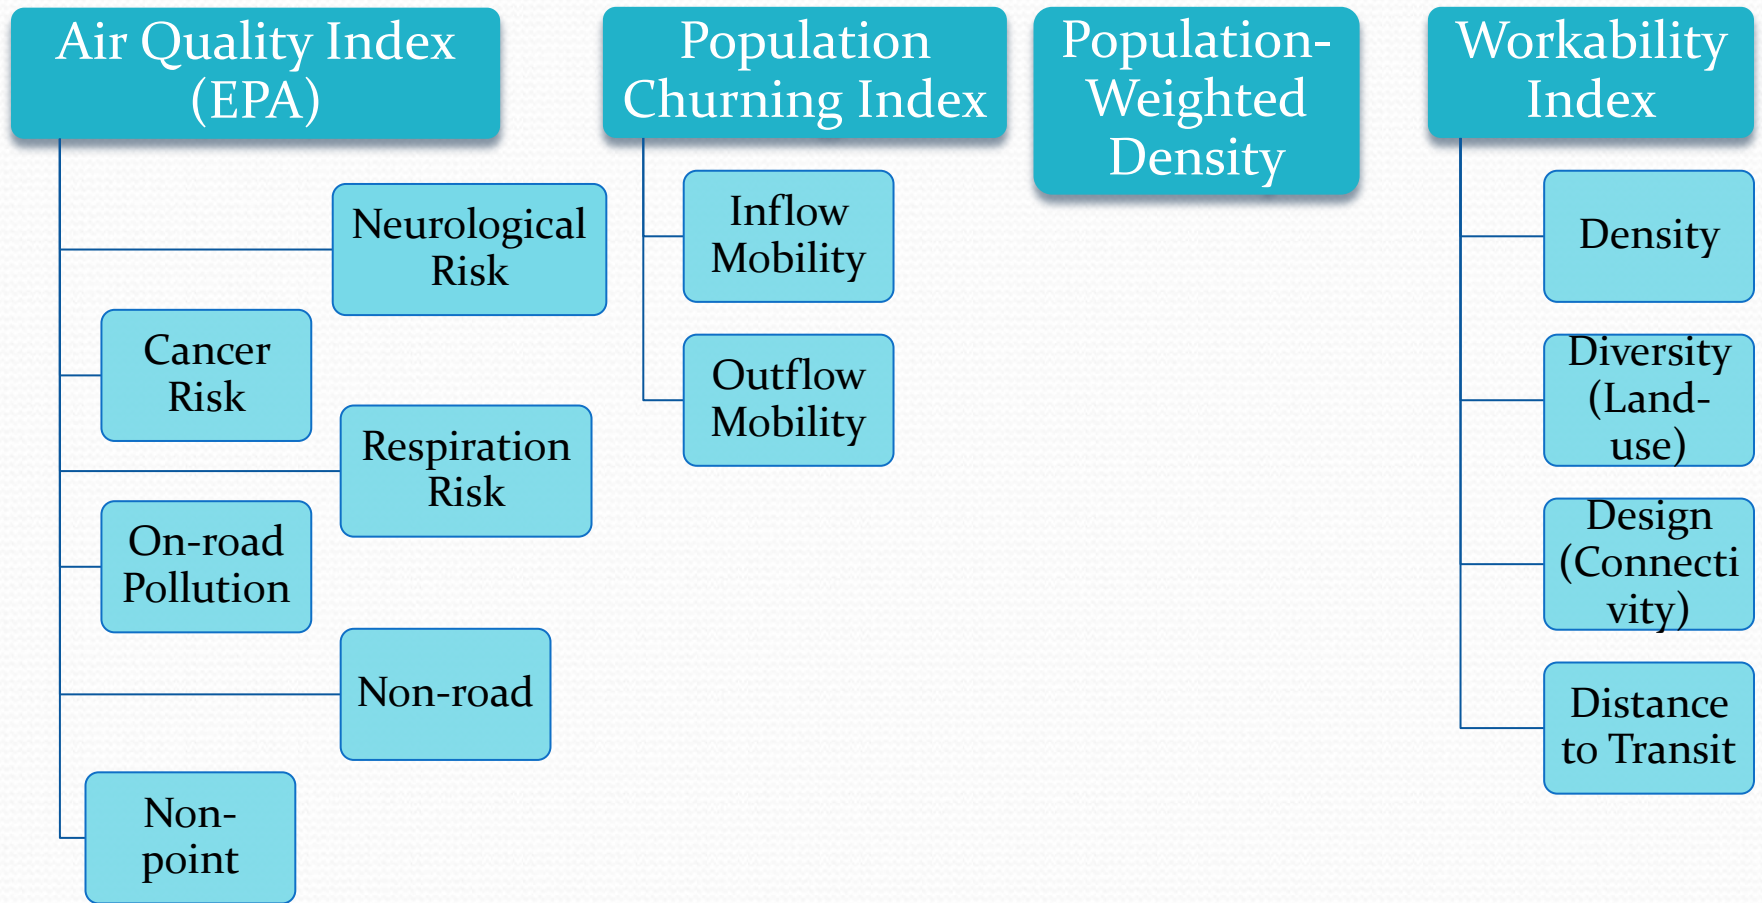 Air Quality Index
(EPA)
Neurological
Risk
Cancer
Risk
Respiration
Risk
On-road
Pollution
Non-road
Non-
point
Population
Churning Index
Inflow
Mobility
Outflow
Mobility
Population-
Weighted
Density
Workability
Index
Density
Diversity
(Land-
use)
Design
(Connecti
vity)
Distance
to Transit